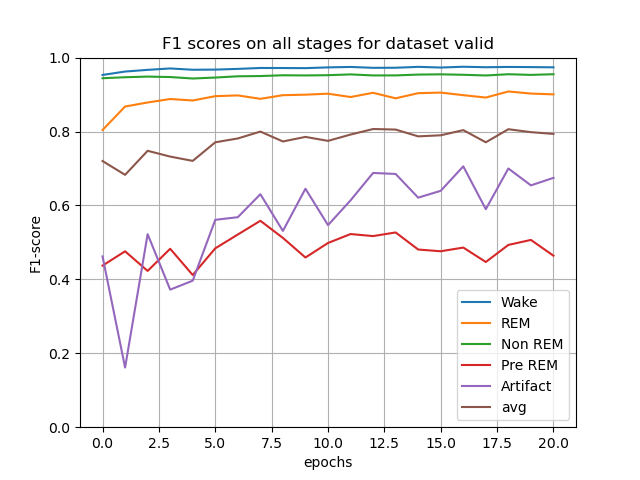 F1 scores on all stages for dataset valid
1.0
0.8
0.6
0.4
0.2
0.0
F1-score
0.0 2.5 5.0 7.5 10.0 12.5 15.0 17.5 20.0
epochs
Wake
REM
Non REM
Pre REM
Artifact
avg